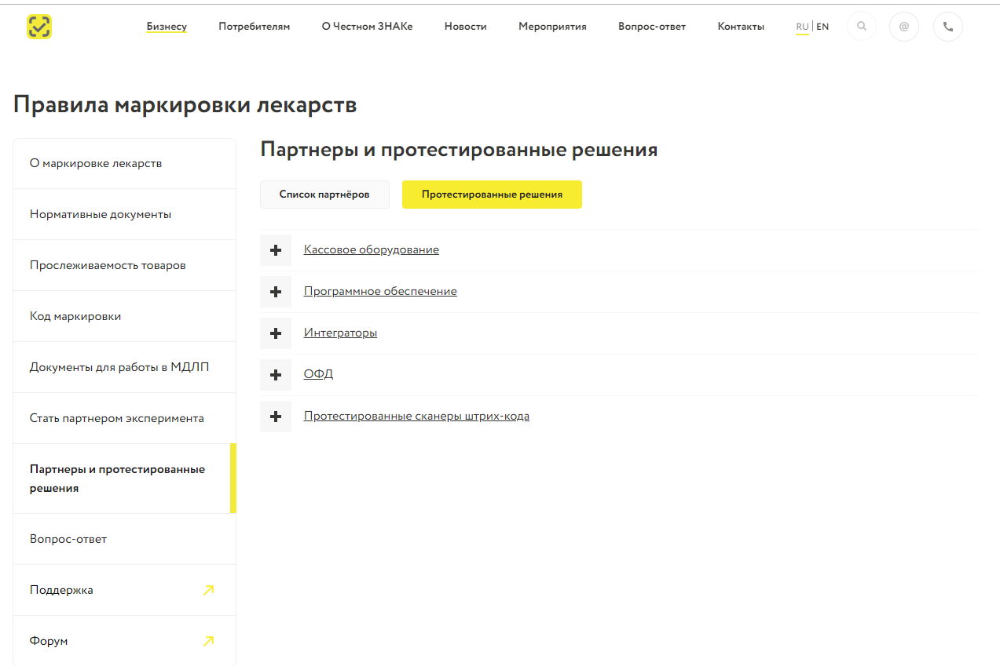 Бизнесу Потребителям О Честном ЗНАКе Новости Мероприятия Вопрос-ответ Контакты RU | EN @
Правила маркировки лекарств
О маркировке лекарств
Нормативные документы
Прослеживаемость товаров
Код маркировки
Документы для работы в МДЛП
Стать партнером эксперимента
Партнеры и протестированные
решения
Вопрос-ответ
Поддержка
Форум
Партнеры и протестированные решения
Список партнёров Протестированные решения
Кассовое оборудование
Программное обеспечение
Интеграторы
ОФД
Протестированные сканеры штрих-кода